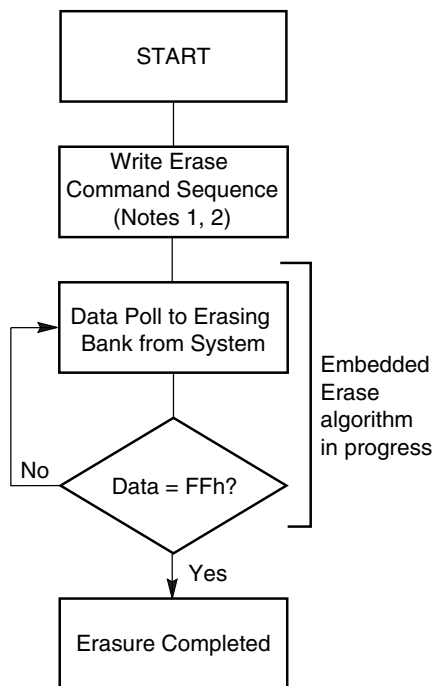 START
Write Erase
Command Sequence
(Notes 1, 2)
Data Poll to Erasing
Bank from System
Embedded
Erase
algorithm
in progress
No
Data = FFh?
Yes
Erasure Completed